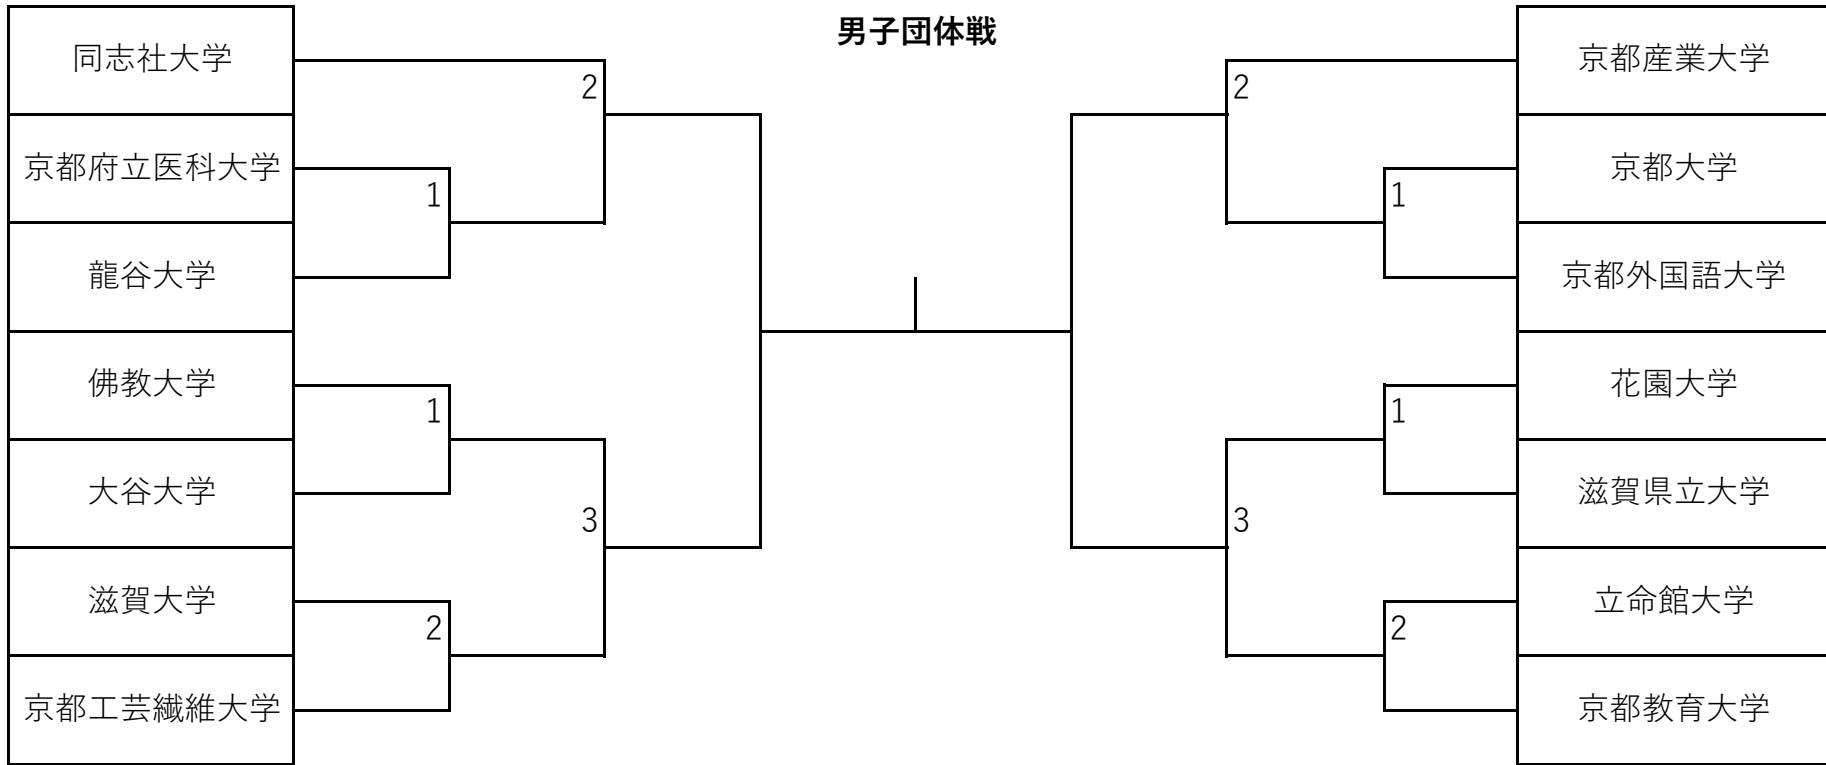 男子団体戦
同志社大学
京都府立医科大学
龍谷大学
佛教大学
大谷大学
滋賀大学
京都工芸繊維大学
2
1
1
3
2
京都産業大学
京都大学
京都外国語大学
花園大学
滋賀県立大学
立命館大学
京都教育大学
2
1
1
3
2